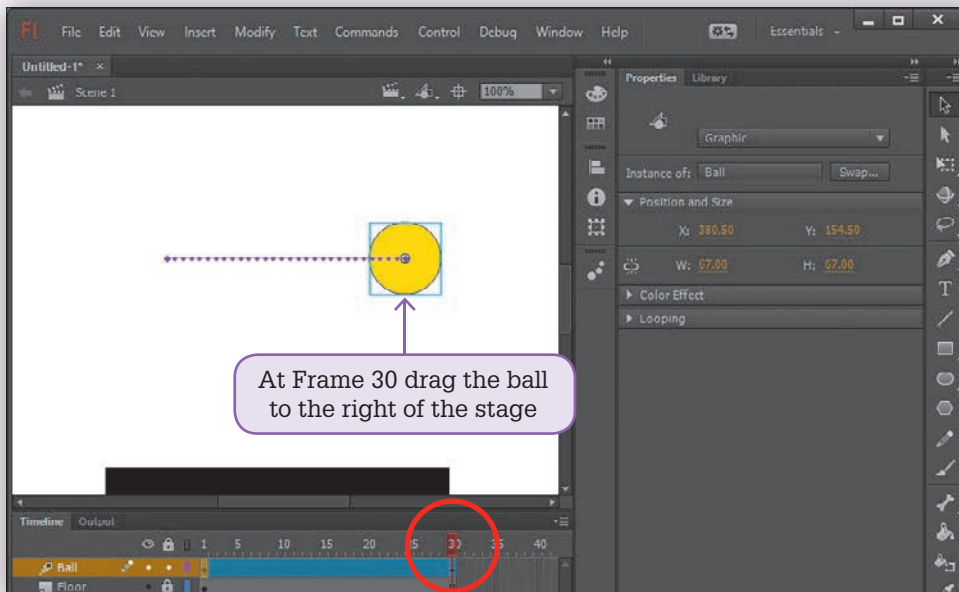 Fl File Edit View Insert Modify Text Commands Control Debug Window Help Essentials
Untitled-1* ×
Scene 1 100%
Properties Library
Graphic
Instance of: Ball Swap...
Position and Size
X: 380.50 Y: 154.50
W: 67.00 H: 67.00
Color Effect
Looping
At Frame 30 drag the ball
to the right of the stage
Timeline Output
1 5 10 15 20 25 30 35 40
Ball
Floor